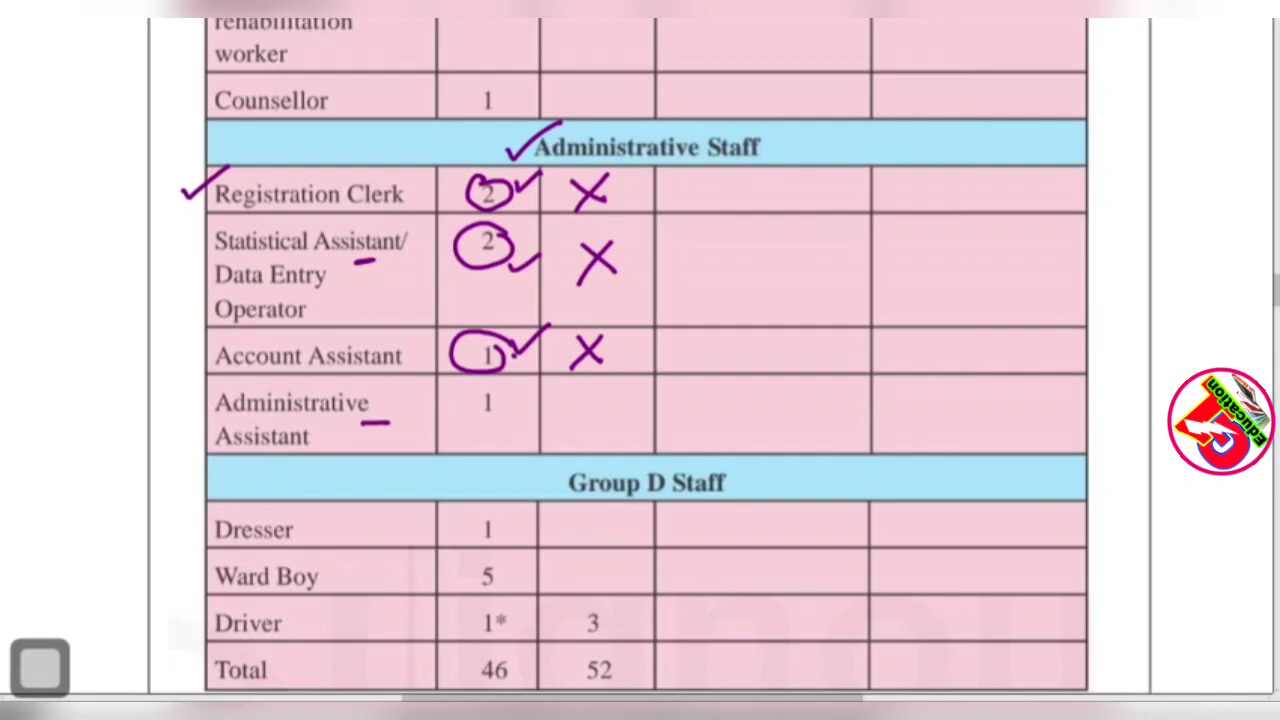 rehabilitation
worker
Counsellor 1
Administrative Staff
Registration Clerk 2
Statistical Assistant/ 2
Data Entry
Operator
Account Assistant 1
Administrative 1
Assistant
Group D Staff
Dresser 1
Ward Boy 5
Driver 1* 3
Total 46 52
Education